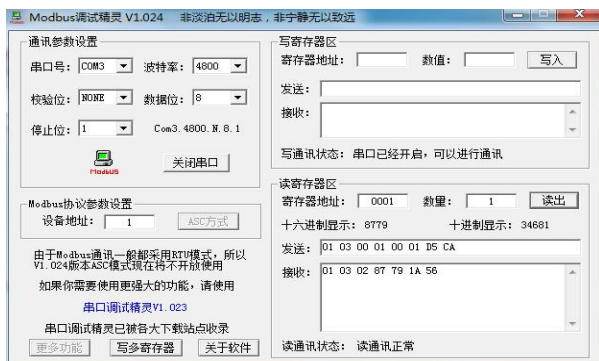 Modbus调试精灵 V1.024 非淡泊无以明志，非宁静无以致远
通讯参数设置
串口号： COM3 波特率： 4800
校验位： NONE 数据位： 8
停止位： 1 Com3.4800.N.8.1
Modbus 关闭串口
Modbus协议参数设置
设备地址： 1 ASC方式
由于Modbus通讯一般都采用RTU模式，所以
V1.024版本ASC模式现在将不开放使用
如果你需要使用更强大的功能，请使用
串口调试精灵V1.023
串口调试精灵已被各大下载站点收录
更多功能 写多寄存器 关于软件
写寄存器区
寄存器地址： 数值： 写入
发送：
接收：
写通讯状态： 串口已经开启，可以进行通讯
读寄存器区
寄存器地址： 0001 数量： 1 读出
十六进制显示： 8779 十进制显示： 34681
发送： 01 03 00 01 00 01 D5 CA
接收： 01 03 02 87 79 1A 56
读通讯状态： 读通讯正常